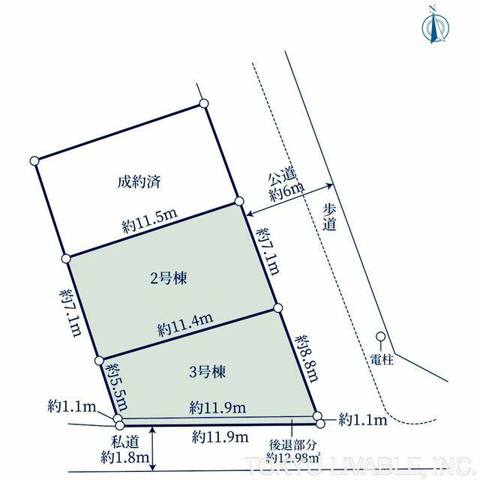 N
成約済
公道
約6m
歩道
約11.5m
約7.1m
2号棟
約7.1m
約11.4m
電柱
3号棟
約8.8m
約5.5m
約1.1m
約11.9m
約1.1m
私道
約1.8m
約11.9m
後退部分
約12.98㎡
TOKYU LIVABLE, INC.